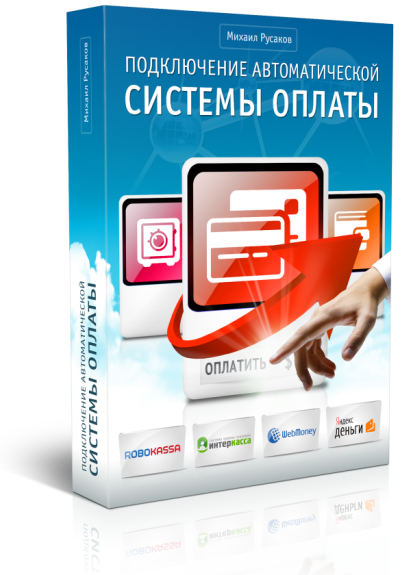 Михаил Русаков
ПОДКЛЮЧЕНИЕ АВТОМАТИЧЕСКОЙ
СИСТЕМЫ ОПЛАТЫ
Михаил Русаков
ПОДКЛЮЧЕНИЕ АВТОМАТИЧЕСКОЙ
СИСТЕМЫ ОПЛАТЫ
ОПЛАТИТЬ
ROBOKASSA
интеркасса
WebMoney
Яндекс
деньги